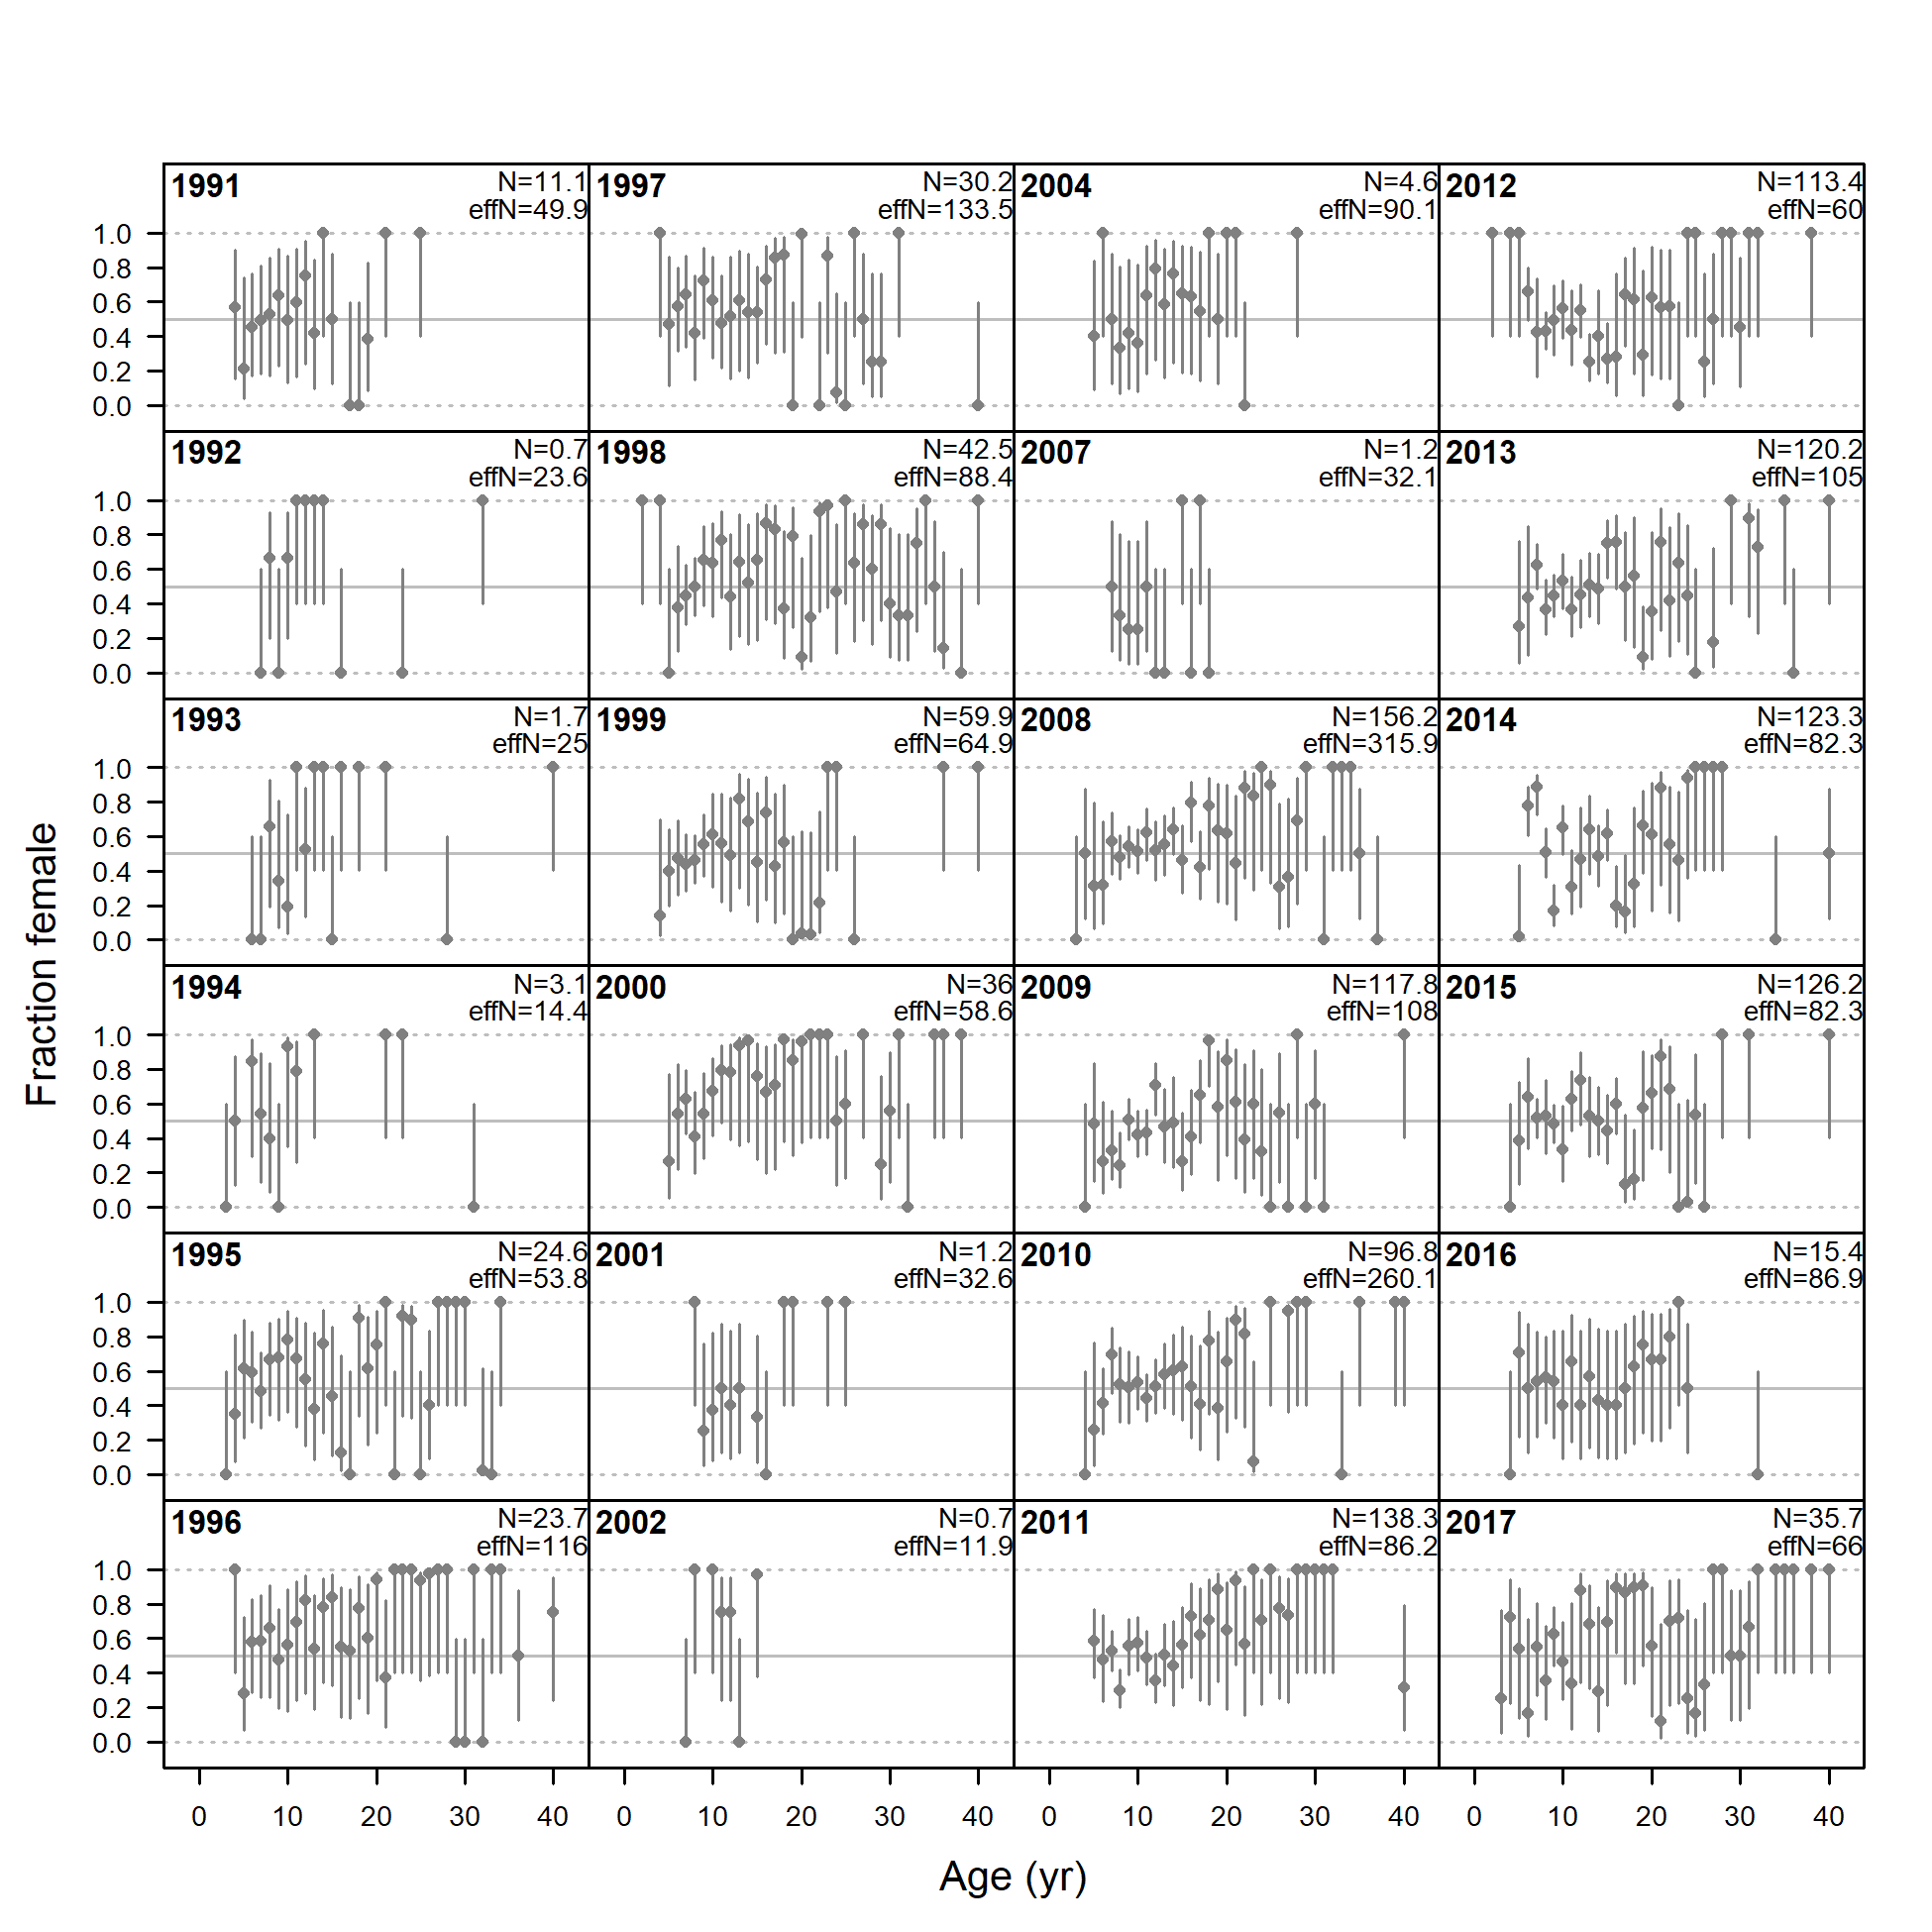 1991 N=11.1
effN=49.9
1997 N=30.2
effN=133.5
2004 N=4.6
effN=90.1
2012 N=113.4
effN=60
1.0
0.8
0.6
0.4
0.2
0.0
1992 N=0.7
effN=23.6
1998 N=42.5
effN=88.4
2007 N=1.2
effN=32.1
2013 N=120.2
effN=105
1.0
0.8
0.6
0.4
0.2
0.0
1993 N=1.7
effN=25
1999 N=59.9
effN=64.9
2008 N=156.2
effN=315.9
2014 N=123.3
effN=82.3
1.0
0.8
0.6
0.4
0.2
0.0
1994 N=3.1
effN=14.4
2000 N=36
effN=58.6
2009 N=117.8
effN=108
2015 N=126.2
effN=82.3
1.0
0.8
0.6
0.4
0.2
0.0
1995 N=24.6
effN=53.8
2001 N=1.2
effN=32.6
2010 N=96.8
effN=260.1
2016 N=15.4
effN=86.9
1.0
0.8
0.6
0.4
0.2
0.0
1996 N=23.7
effN=116
2002 N=0.7
effN=11.9
2011 N=138.3
effN=86.2
2017 N=35.7
effN=66
1.0
0.8
0.6
0.4
0.2
0.0
0 10 20 30 40 0 10 20 30 40 0 10 20 30 40 0 10 20 30 40
Age (yr)
Fraction female